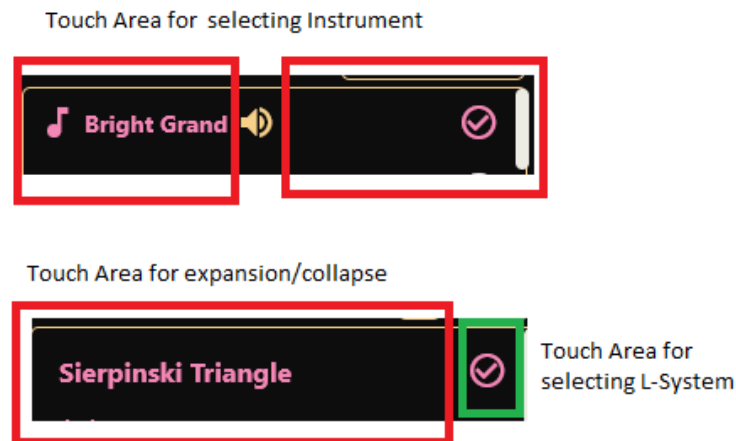 Touch Area for selecting Instrument
Bright Grand
Touch Area for expansion/collapse
Sierpinski Triangle
Touch Area for
selecting L-System